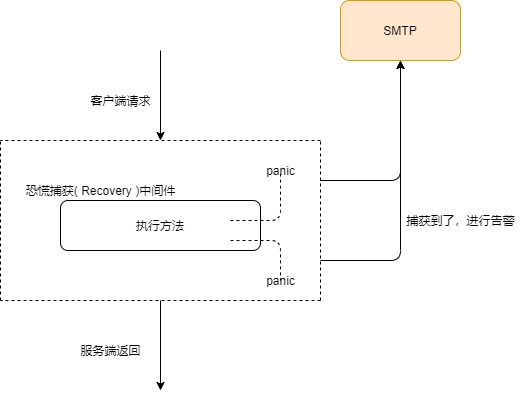 SMTP
客户端请求
panic
恐慌捕获( Recovery )中间件
执行方法
捕获到了，进行告警
panic
服务端返回